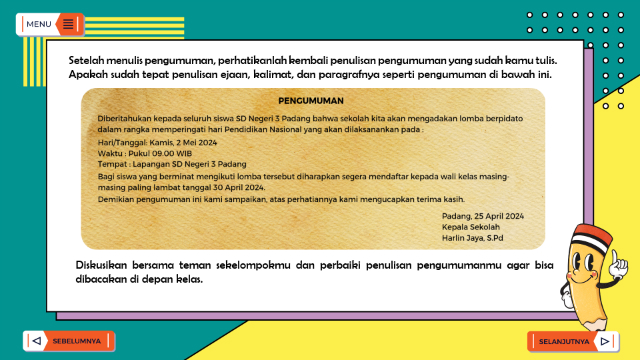 MENU
Setelah menulis pengumuman, perhatikanlah kembali penulisan pengumuman yang sudah kamu tulis.
Apakah sudah tepat penulisan ejaan, kalimat, dan paragrafnya seperti pengumuman di bawah ini.
PENGUMUMAN
Diberitahukan kepada seluruh siswa SD Negeri 3 Padang bahwa sekolah kita akan mengadakan lomba berpidato
dalam rangka memperingati hari Pendidikan Nasional yang akan dilaksanankan pada :
Hari/Tanggal: Kamis, 2 Mei 2024
Waktu : Pukul 09.00 WIB
Tempat : Lapangan SD Negeri 3 Padang
Bagi siswa yang berminat mengikuti lomba tersebut diharapkan segera mendaftar kepada wali kelas masing-
masing paling lambat tanggal 30 April 2024.
Demikian pengumuman ini kami sampaikan, atas perhatiannya kami mengucapkan terima kasih.
Padang, 25 April 2024
Kepala Sekolah
Harlin Jaya, S.Pd
Diskusikan bersama teman sekelompokmu dan perbaiki penulisan pengumumanmu agar bisa
dibacakan di depan kelas.
SEBELUMNYA
SELANJUTNYA